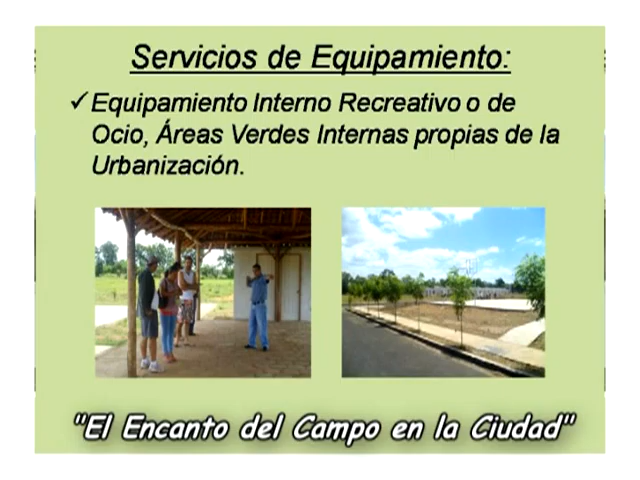 Servicios de Equipamiento:
✓ Equipamiento Interno Recreativo o de
Ocio, Áreas Verdes Internas propias de la
Urbanización.
"El Encanto del Campo en la Ciudad"